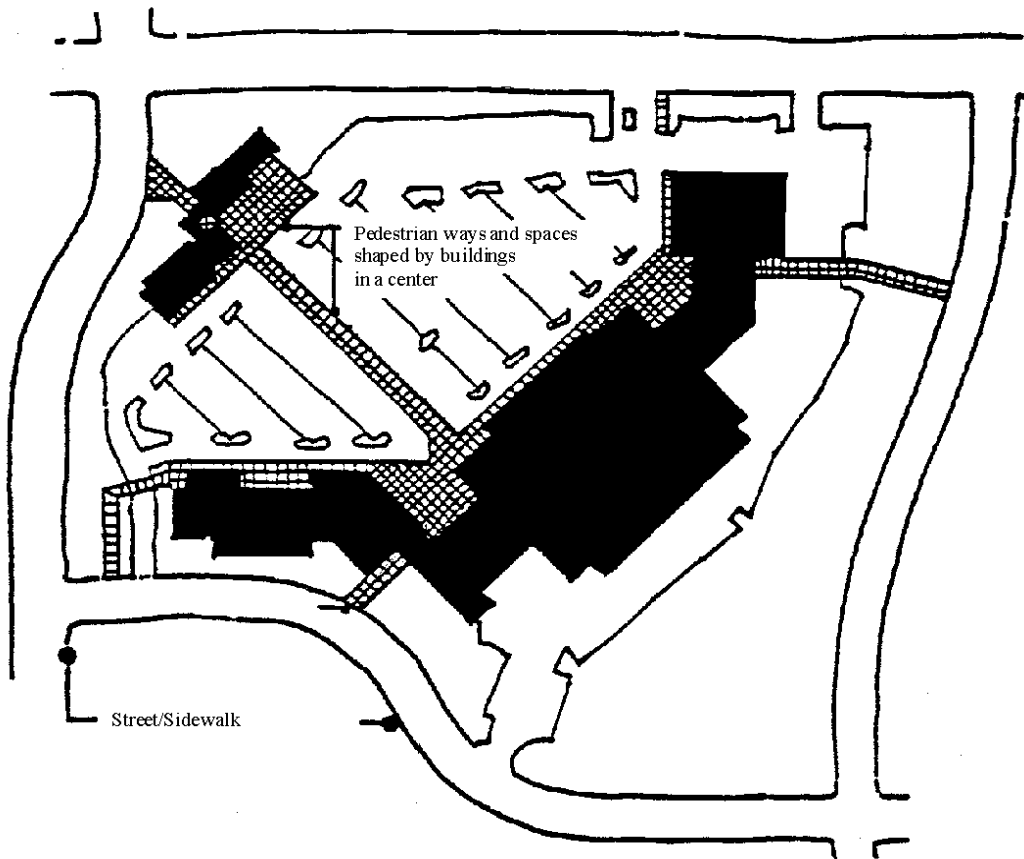 Pedestrian ways and spaces
shaped by buildings
in a center
Street/Sidewalk